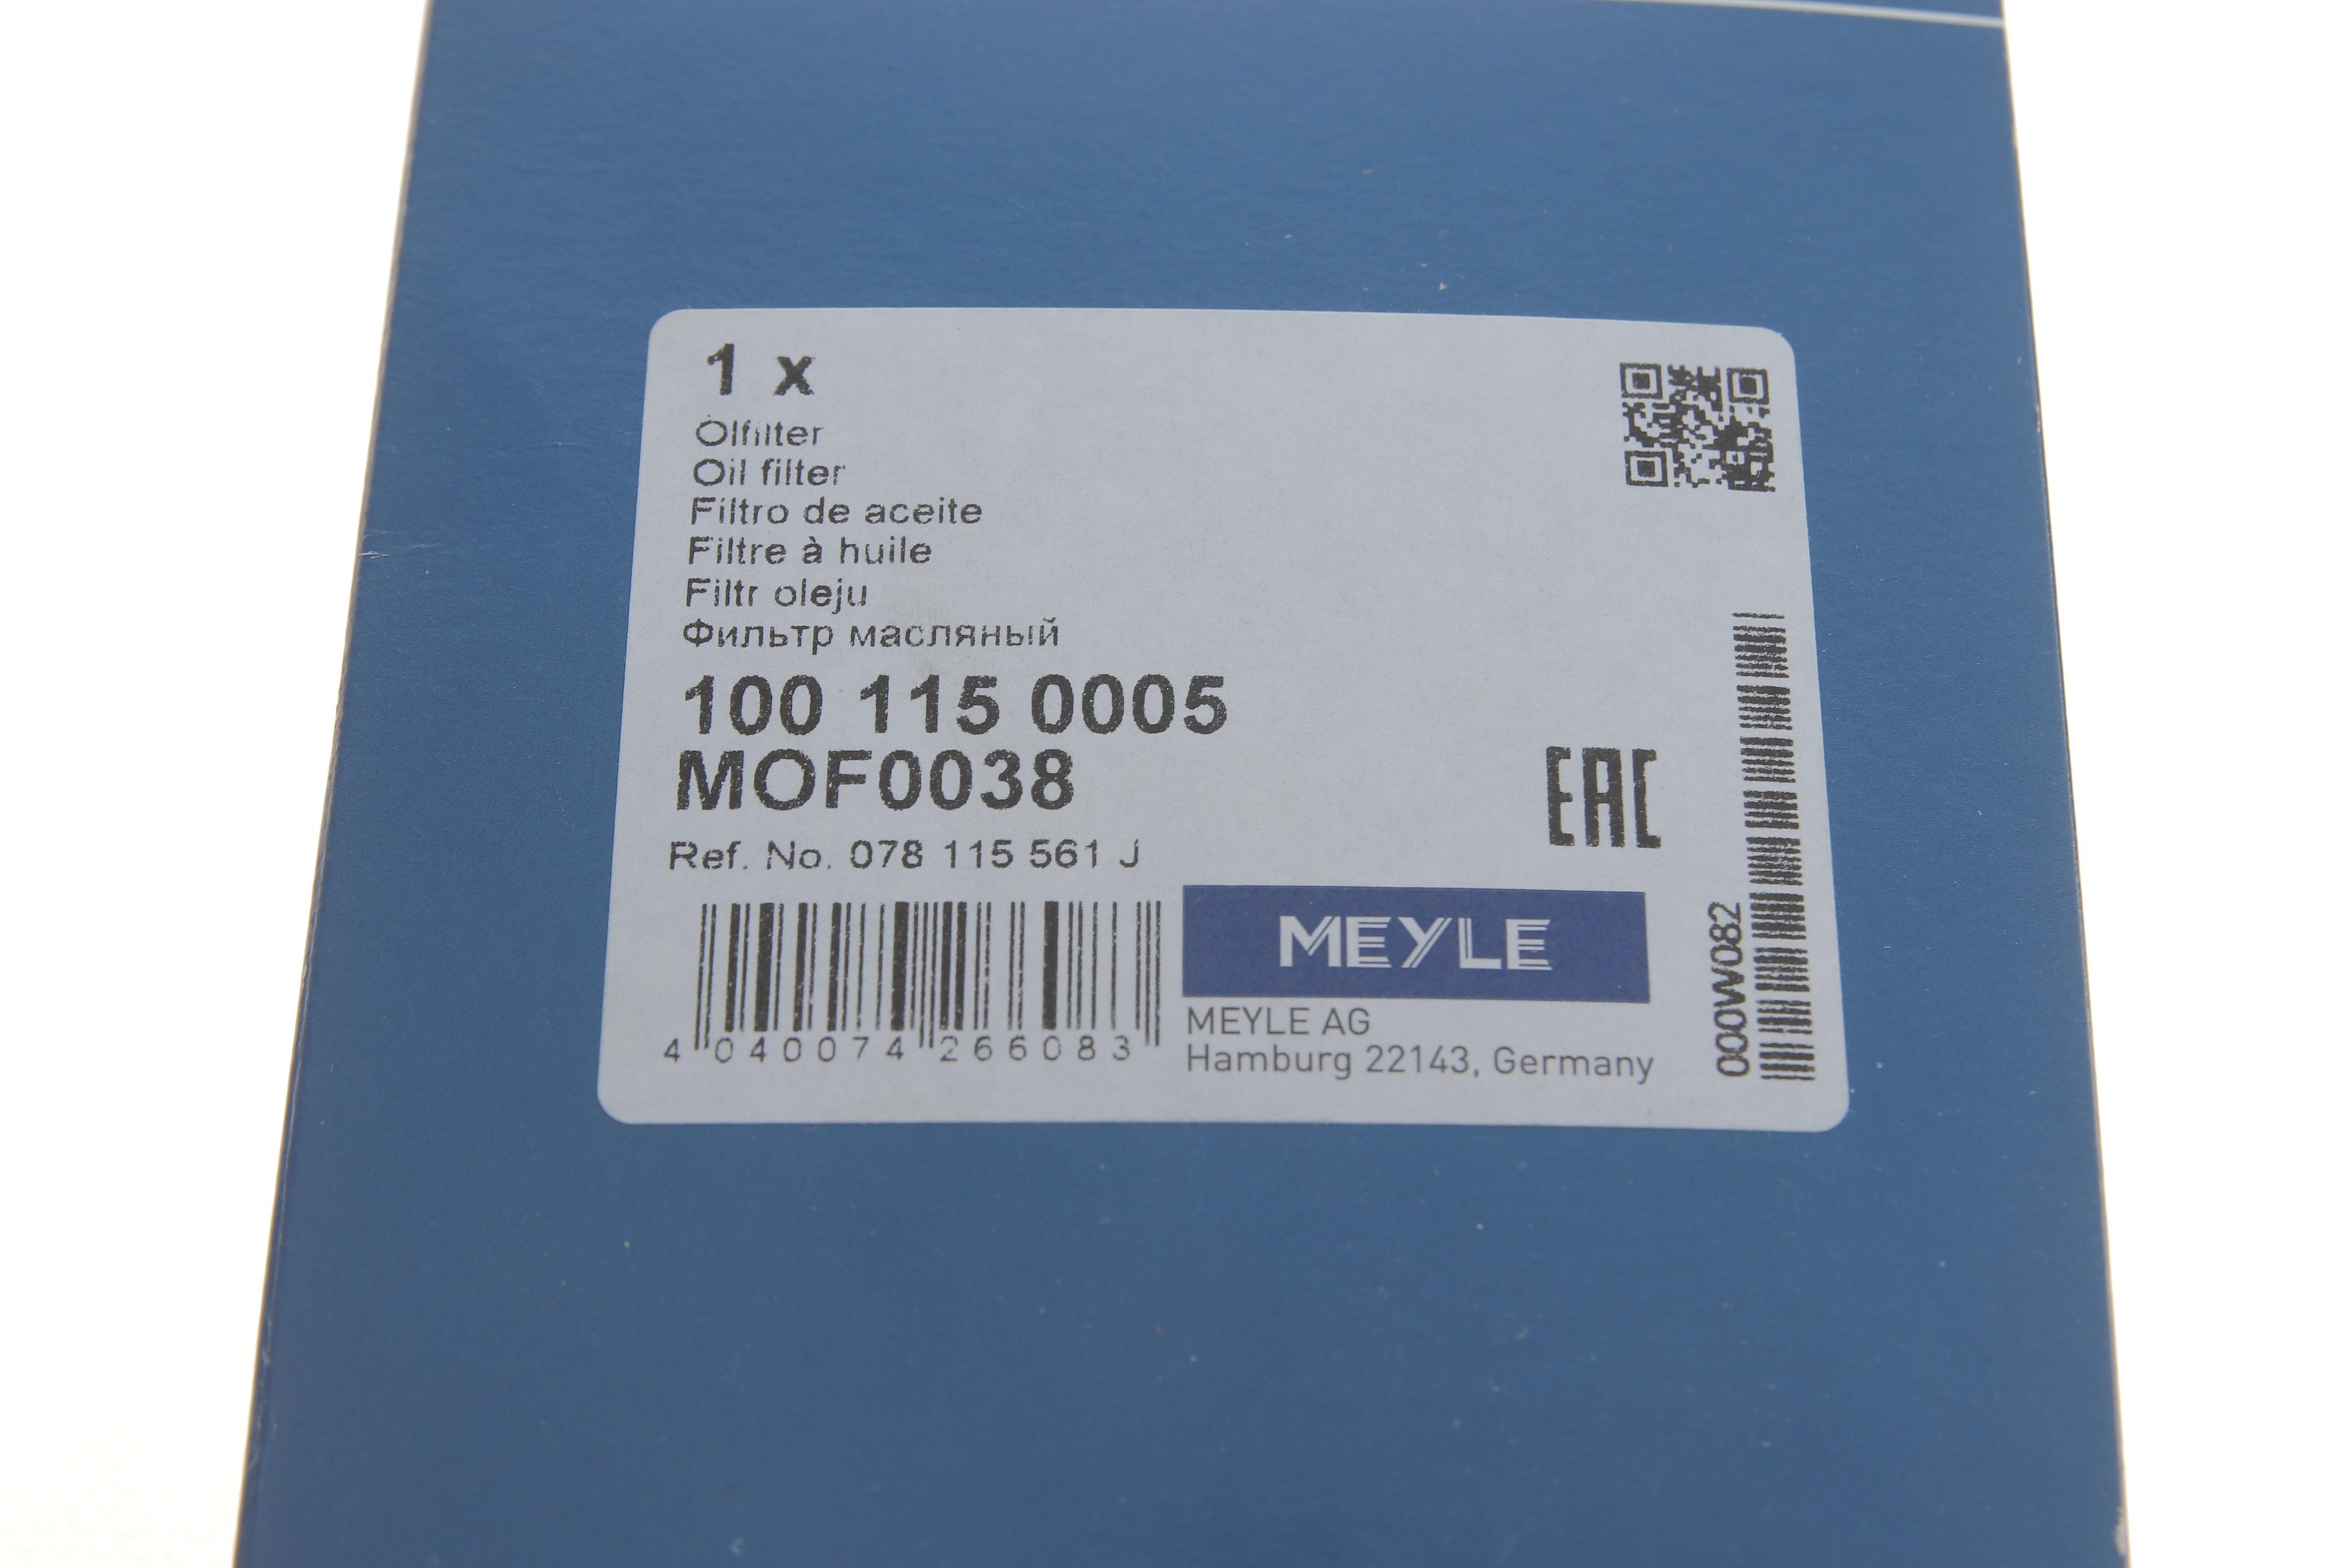 1 x
Ölfilter
Oil filter
Filtro de aceite
Filtre à huile
Filtr oleju
Фильтр масляный
100 115 0005
MOF0038
Ref. No. 078 115 561 J
EAC
4 040074 266083
MEYLE
MEYLE AG
Hamburg 22143, Germany
000W082